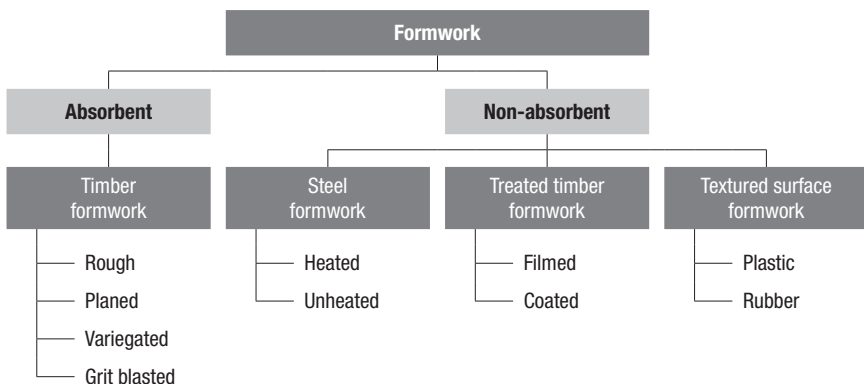 Formwork
Absorbent
Non-absorbent
Timber
formwork
Steel
formwork
Treated timber
formwork
Textured surface
formwork
Rough
Planed
Variegated
Grit blasted
Heated
Unheated
Filmed
Coated
Plastic
Rubber